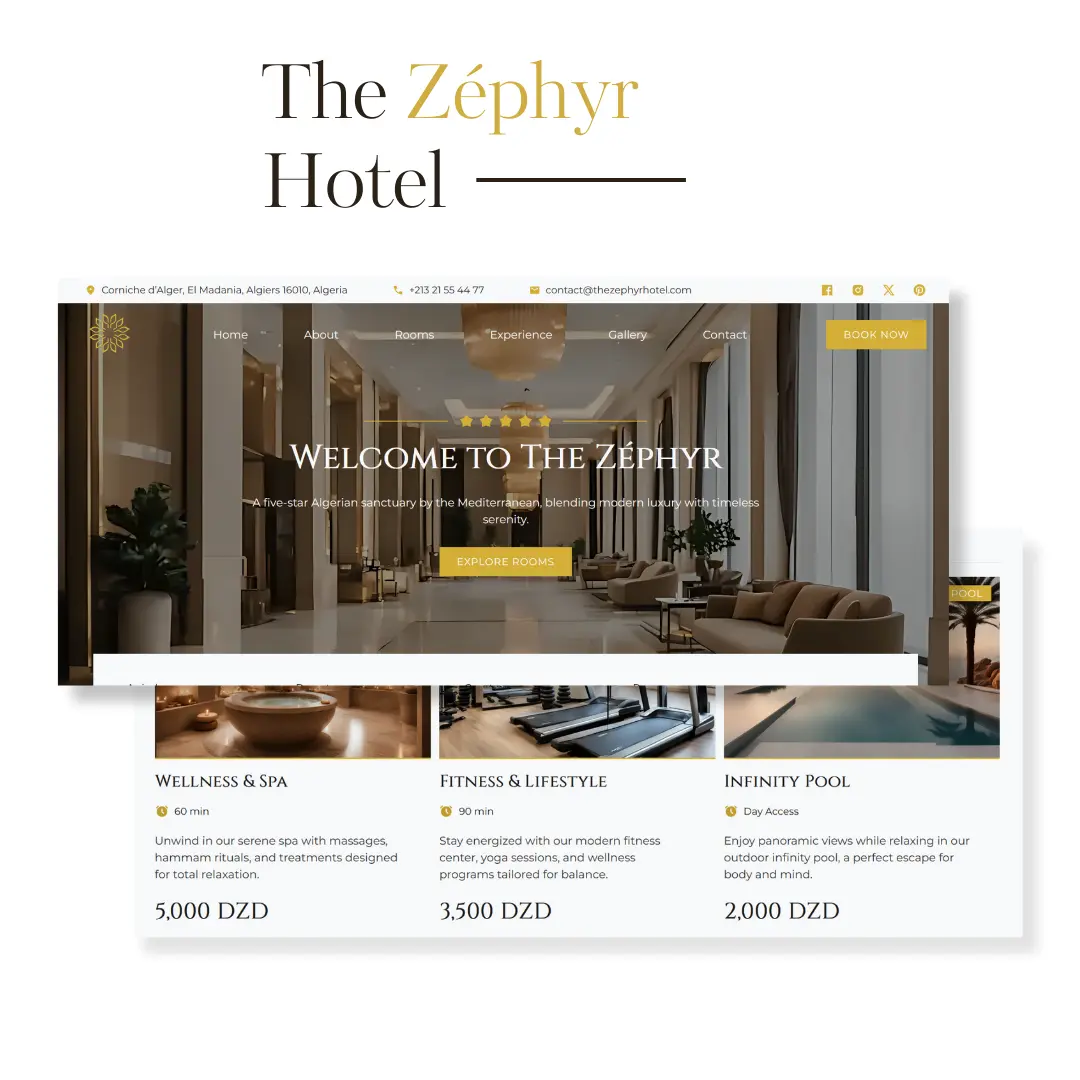 The Zéphyr
Hotel
Corniche d'Alger, El Madania, Algiers 16010, Algeria
+213 21 55 44 77
contact@thezephyrhotel.com
Home
About
Rooms
Experience
Gallery
Contact
BOOK NOW
WELCOME TO THE ZÉPHYR
A five-star Algerian sanctuary by the Mediterranean, blending modern luxury with timeless
serenity.
EXPLORE ROOMS
POOL
WELLNESS & SPA
60 min
Unwind in our serene spa with massages,
hammam rituals, and treatments designed
for total relaxation.
5,000 DZD
FITNESS & LIFESTYLE
90 min
Stay energized with our modern fitness
center, yoga sessions, and wellness
programs tailored for balance.
3,500 DZD
INFINITY POOL
Day Access
Enjoy panoramic views while relaxing in our
outdoor infinity pool, a perfect escape for
body and mind.
2,000 DZD